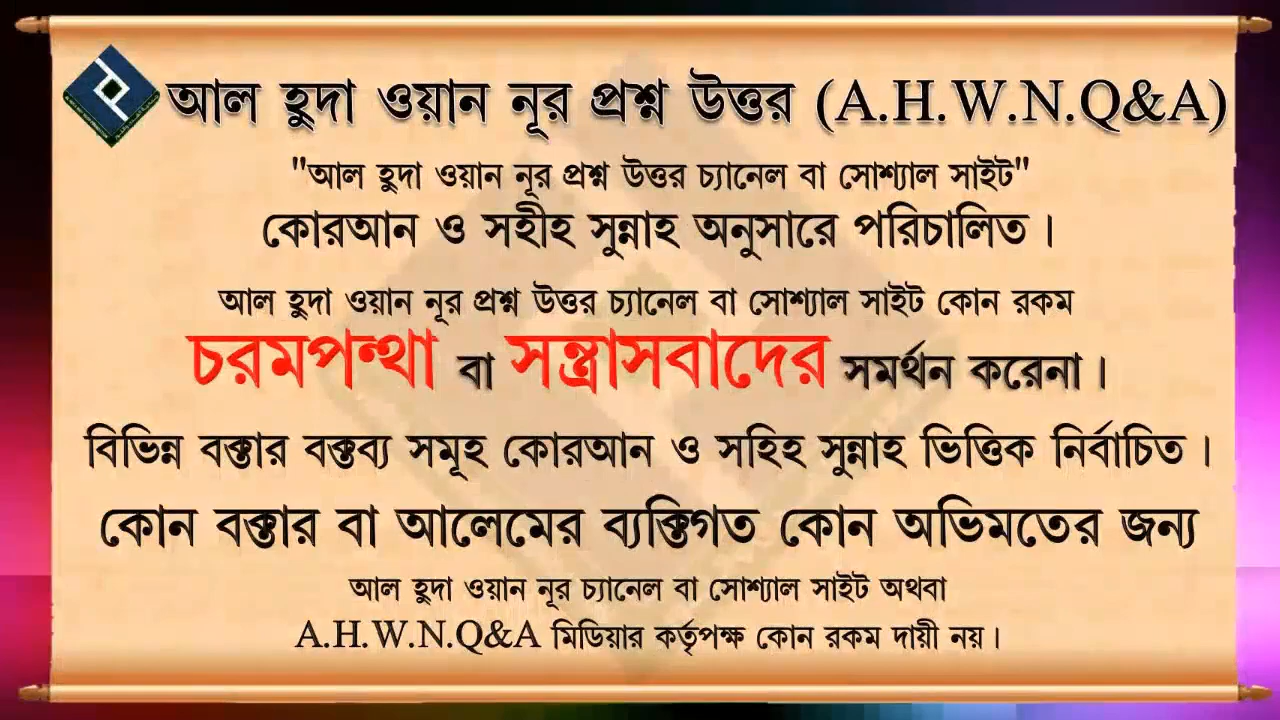 আল হুদা ওয়ান নূর প্রশ্ন উত্তর (A.H.W.N.Q&A)
"আল হুদা ওয়ান নূর প্রশ্ন উত্তর চ্যানেল বা সোশ্যাল সাইট"
কোরআন ও সহীহ সুন্নাহ অনুসারে পরিচালিত।
আল হুদা ওয়ান নূর প্রশ্ন উত্তর চ্যানেল বা সোশ্যাল সাইট কোন রকম
চরমপন্থা বা সন্ত্রাসবাদের সমর্থন করেনা।
বিভিন্ন বক্তার বক্তব্য সমূহ কোরআন ও সহিহ সুন্নাহ ভিত্তিক নির্বাচিত।
কোন বক্তার বা আলেমের ব্যক্তিগত কোন অভিমতের জন্য
আল হুদা ওয়ান নূর চ্যানেল বা সোশ্যাল সাইট অথবা
A.H.W.N.Q&A মিডিয়ার কর্তৃপক্ষ কোন রকম দায়ী নয়।